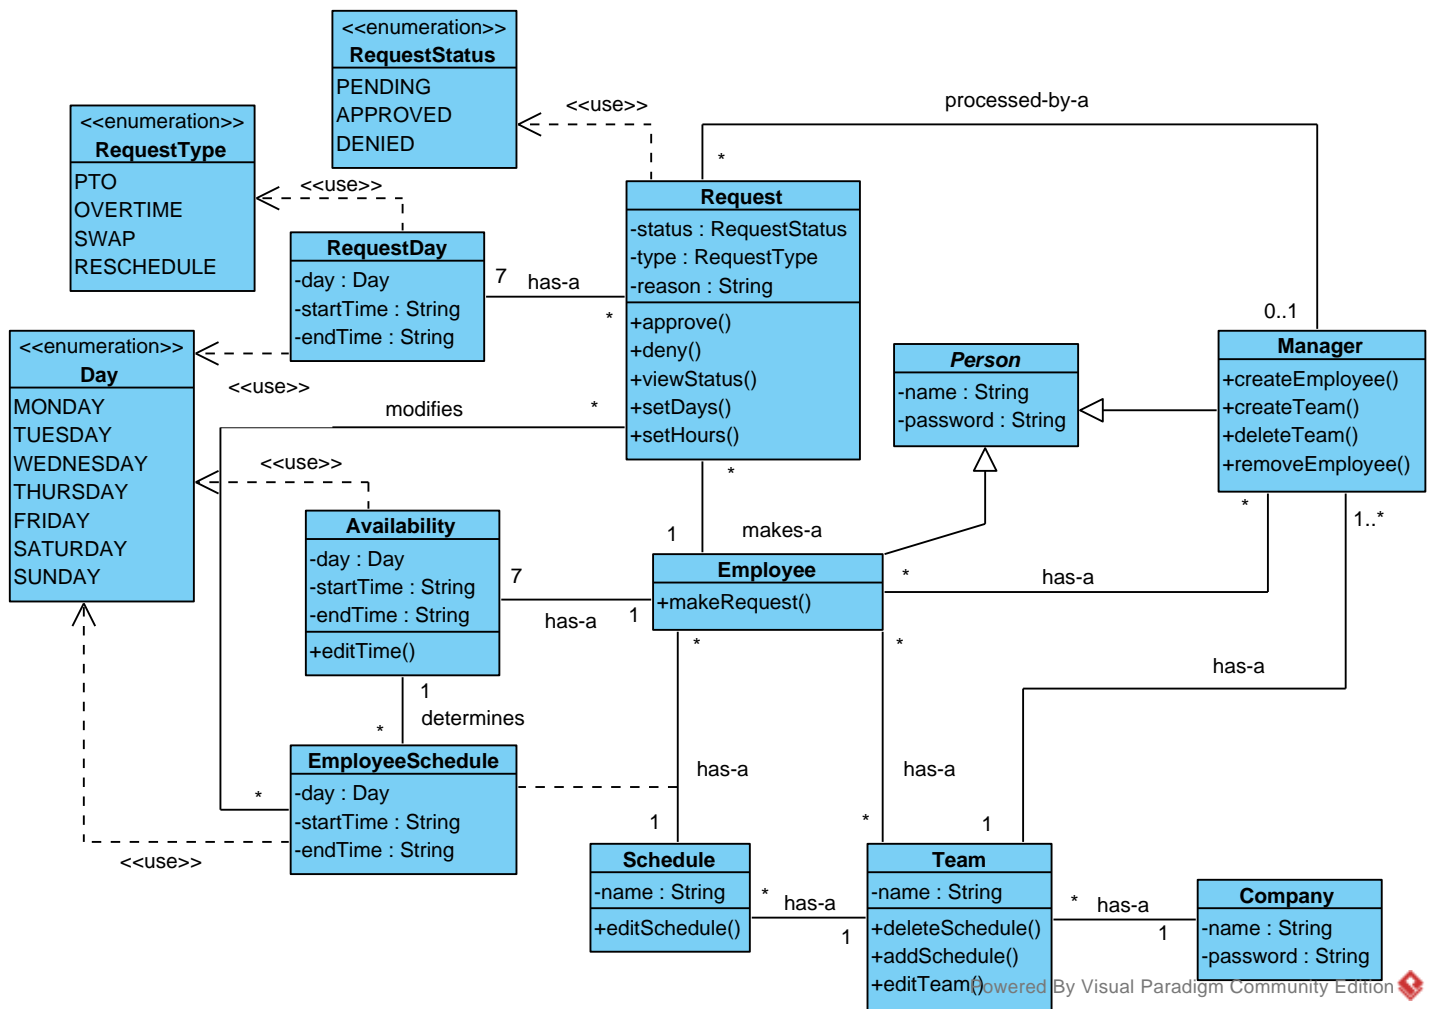 <<enumeration>>
RequestStatus
PENDING
APPROVED
DENIED
<<use>>
processed-by-a
*
0..1
<<enumeration>>
RequestType
PTO
OVERTIME
SWAP
RESCHEDULE
<<use>>
Request
-status : RequestStatus
-type : RequestType
-reason : String
+approve()
+deny()
+viewStatus()
+setDays()
+setHours()
RequestDay
-day : Day
-startTime : String
-endTime : String
7
has-a
*
<<enumeration>>
Day
MONDAY
TUESDAY
WEDNESDAY
THURSDAY
FRIDAY
SATURDAY
SUNDAY
<<use>>
modifies
*
<<use>>
Person
-name : String
-password : String
Manager
+createEmployee()
+createTeam()
+deleteTeam()
+removeEmployee()
*
1
makes-a
*
1..*
Availability
-day : Day
-startTime : String
-endTime : String
+editTime()
7
has-a
1
Employee
+makeRequest()
*
has-a
*
*
has-a
1
determines
*
EmployeeSchedule
-day : Day
-startTime : String
-endTime : String
*
<<use>>
has-a
has-a
1
*
1
Schedule
-name : String
+editSchedule()
*
has-a
1
Team
-name : String
+deleteSchedule()
+addSchedule()
+editTeam()
*
has-a
1
Company
-name : String
-password : String
Powered By Visual Paradigm Community Edition